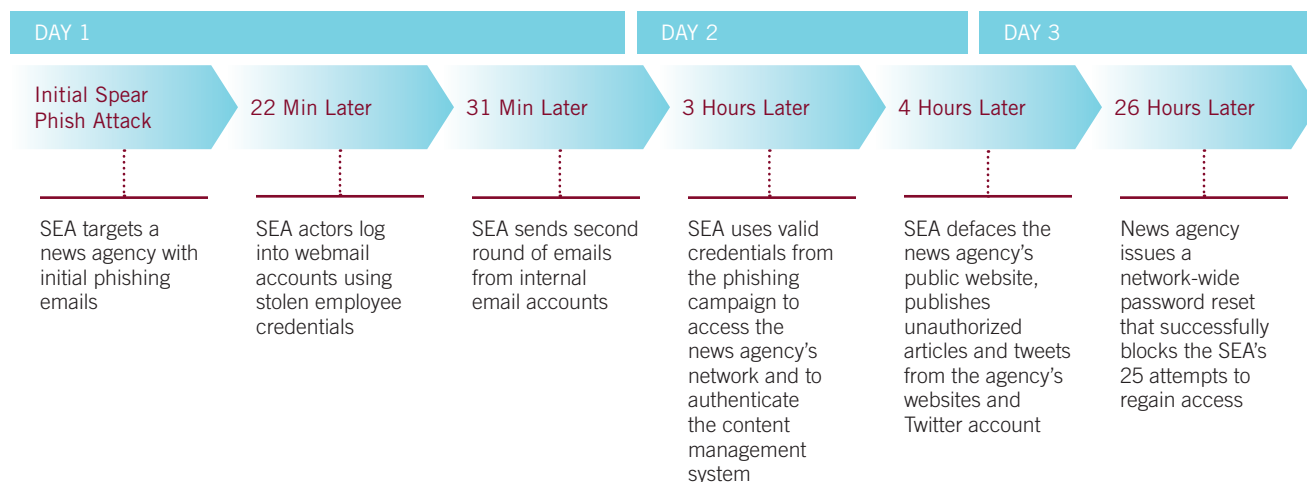 DAY 1
DAY 2
DAY 3
Initial Spear
Phish Attack
22 Min Later
31 Min Later
3 Hours Later
4 Hours Later
26 Hours Later
SEA targets a
news agency with
initial phishing
emails
SEA actors log
into webmail
accounts using
stolen employee
credentials
SEA sends second
round of emails
from internal
email accounts
SEA uses valid
credentials from
the phishing
campaign to
access the
news agency’s
network and to
authenticate
the content
management
system
SEA defaces the
news agency’s
public website,
publishes
unauthorized
articles and tweets
from the agency’s
websites and
Twitter account
News agency
issues a
network-wide
password reset
that successfully
blocks the SEA’s
25 attempts to
regain access